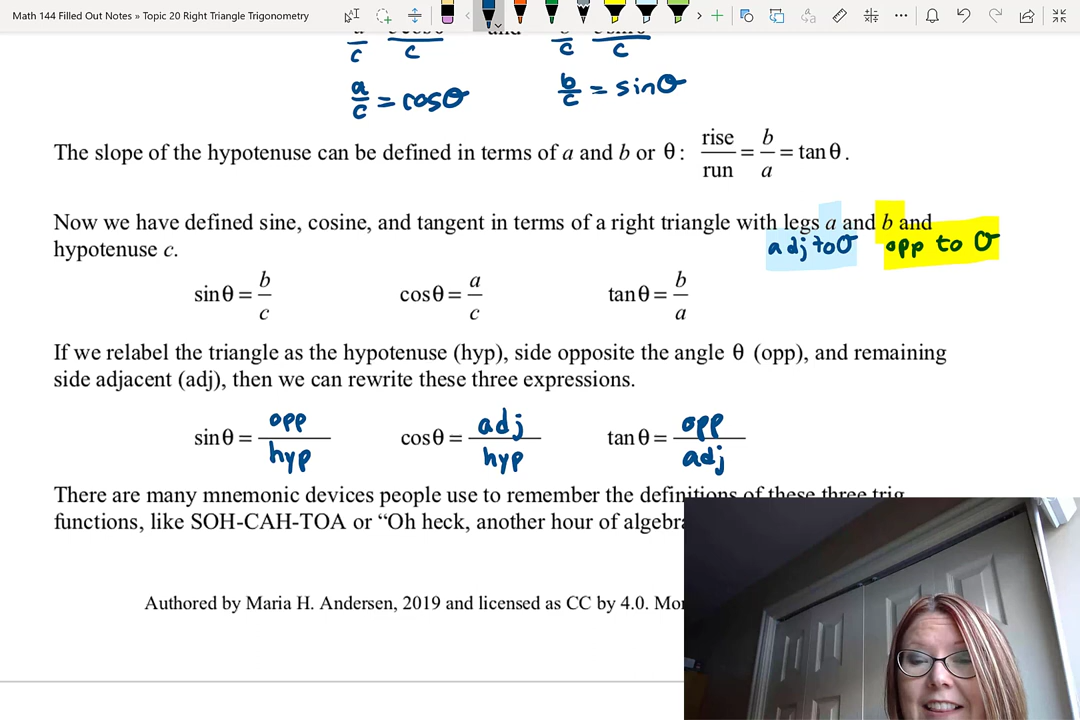 Math 144 Filled Out Notes » Topic 20 Right Triangle Trigonometry
c c c c
a/c = cosθ b/c = sinθ
The slope of the hypotenuse can be defined in terms of a and b or θ: rise/run = b/a = tanθ.
Now we have defined sine, cosine, and tangent in terms of a right triangle with legs a and b and
adj to θ opp to θ
hypotenuse c.
sinθ = b/c cosθ = a/c tanθ = b/a
If we relabel the triangle as the hypotenuse (hyp), side opposite the angle θ (opp), and remaining
side adjacent (adj), then we can rewrite these three expressions.
sinθ = opp/hyp cosθ = adj/hyp tanθ = opp/adj
There are many mnemonic devices people use to remember the definitions of these three trig
functions, like SOH-CAH-TOA or “Oh heck, another hour of algebra
Authored by Maria H. Andersen, 2019 and licensed as CC by 4.0.